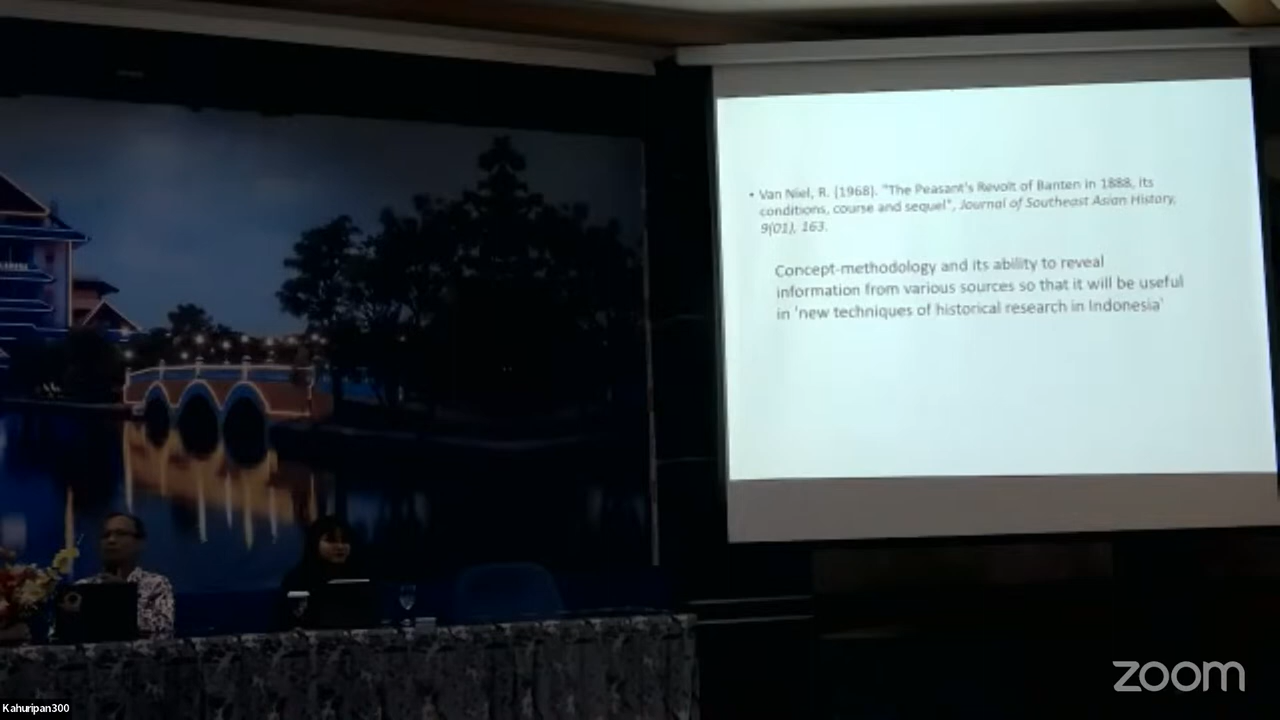 • Van Niel, R. (1968). "The Peasant's Revolt of Banten in 1888, its
conditions, course and sequel", Journal of Southeast Asian History,
9(01), 163.
Concept-methodology and its ability to reveal
information from various sources so that it will be useful
in 'new techniques of historical research in Indonesia'
zoom
Kahuripan300